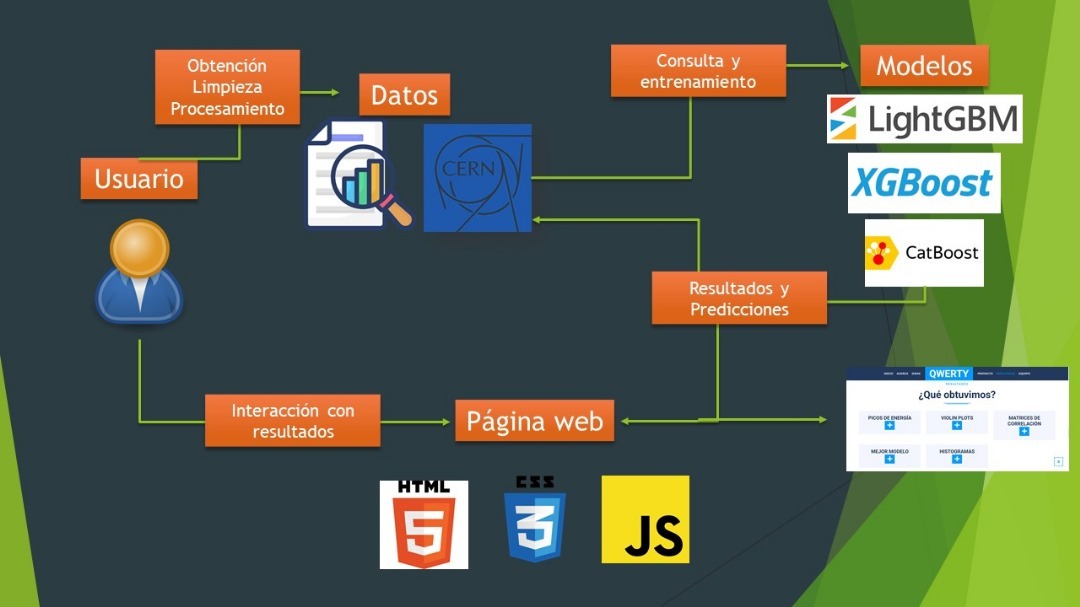 Obtención
Limpieza
Procesamiento
Datos
Consulta y
entrenamiento
Modelos
LightGBM
Usuario
CERN
XGBoost
CatBoost
Resultados y
Predicciones
QWERTY
¿Qué obtuvimos?
PICOS DE ENERGÍA
VIOLIN PLOTS
MATRICES DE
CORRELACIÓN
MEJOR MODELO
HISTOGRAMAS
Interacción con
resultados
Página web
HTML
5
CSS
3
JS